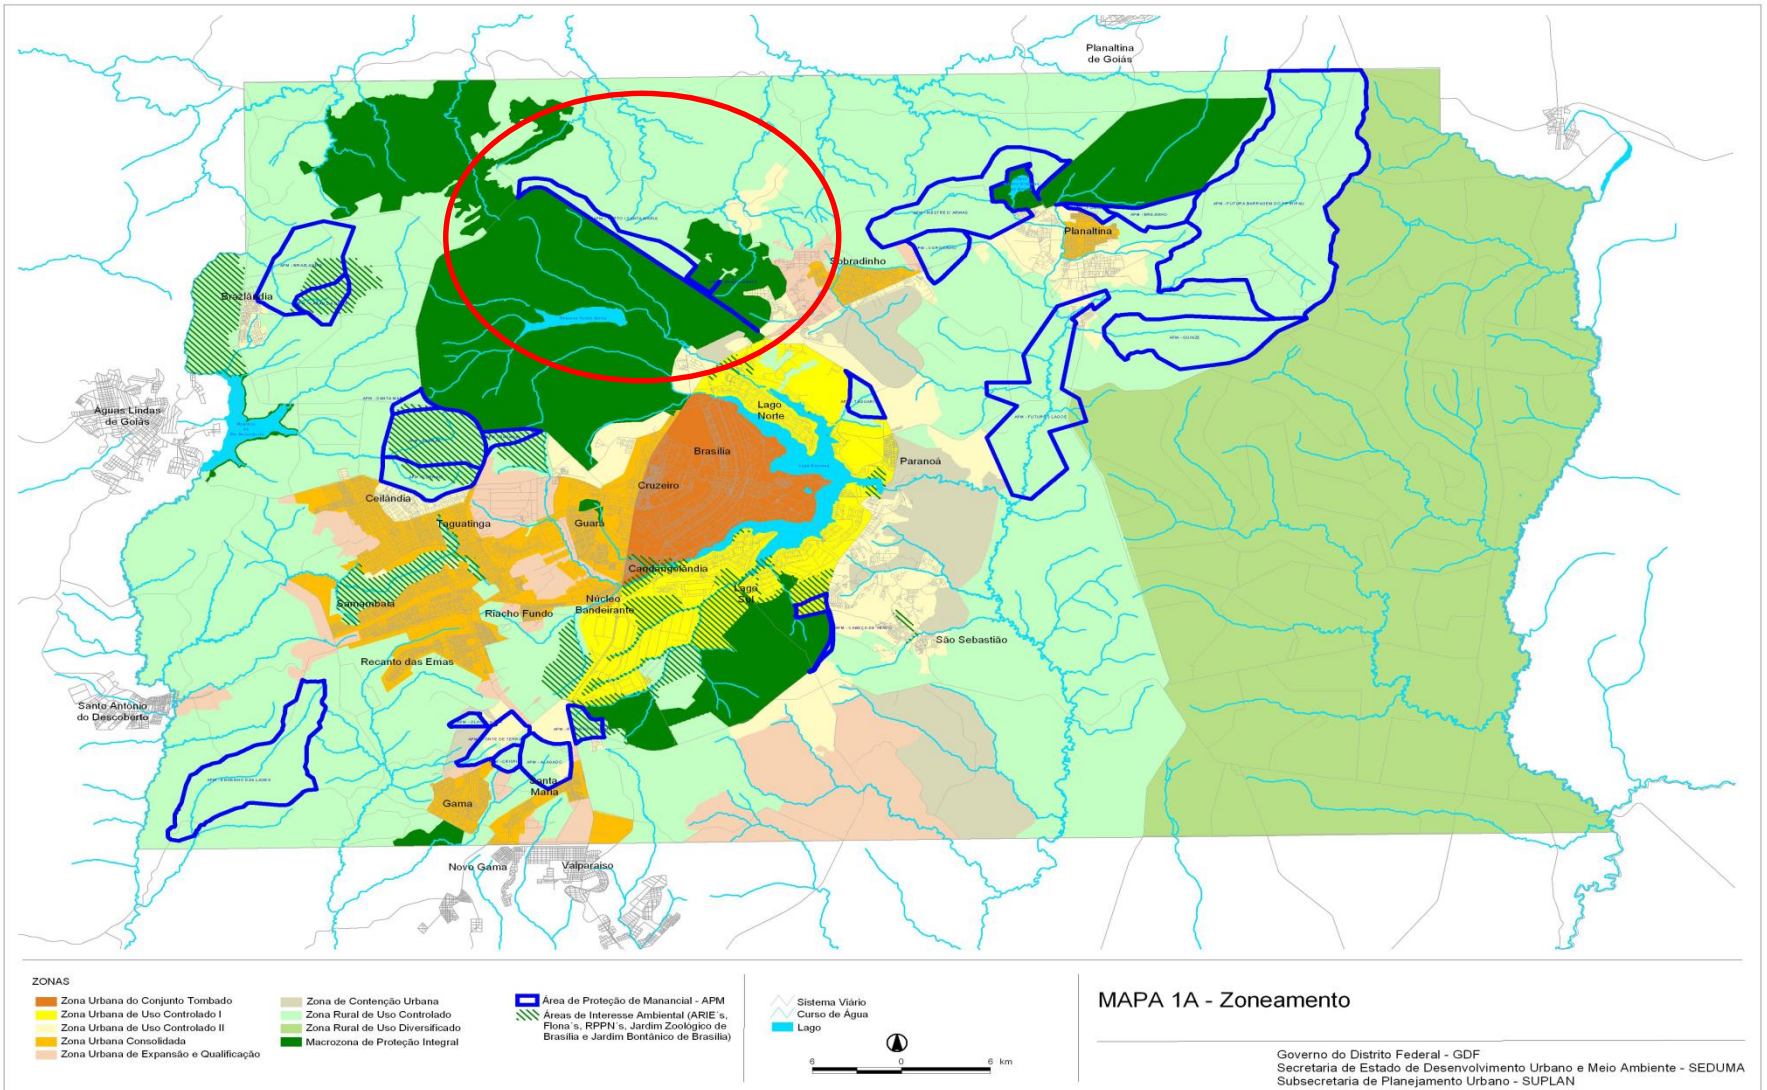 Planaltina
de Goiás
Planaltina
Sobradinho
Brazlândia
Águas Lindas
de Goiás
Lago
Norte
Brasília
Paranoá
Cruzeiro
Ceilândia
Taguatinga
Guará
Candangolândia
Lago
Sul
Samambaia
Núcleo
Bandeirante
Riacho Fundo
São Sebastião
Recanto das Emas
Santo Antonio
do Descoberto
Santa
Maria
Gama
Novo Gama
Valparaiso
ZONAS
Zona Urbana do Conjunto Tombado
Zona Urbana de Uso Controlado I
Zona Urbana de Uso Controlado II
Zona Urbana Consolidada
Zona Urbana de Expansão e Qualificação
Zona de Contenção Urbana
Zona Rural de Uso Controlado
Zona Rural de Uso Diversificado
Macrozona de Proteção Integral
Área de Proteção de Manancial - APM
Áreas de Interesse Ambiental (ARIE´s,
Flona´s, RPPN´s, Jardim Zoológico de
Brasília e Jardim Bontânico de Brasília)
Sistema Viário
Curso de Água
Lago
6 0 6 km
MAPA 1A - Zoneamento
Governo do Distrito Federal - GDF
Secretaria de Estado de Desenvolvimento Urbano e Meio Ambiente - SEDUMA
Subsecretaria de Planejamento Urbano - SUPLAN